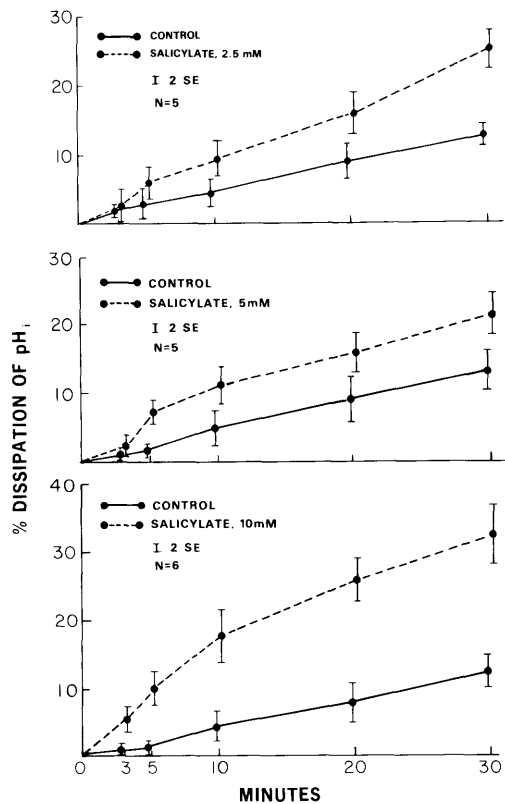 % DISSIPATION OF pHi
30
20
10
CONTROL
SALICYLATE, 2.5 mM
I 2 SE
N=5
30
20
10
CONTROL
SALICYLATE, 5mM
I 2 SE
N=5
40
30
20
10
CONTROL
SALICYLATE, 10mM
I 2 SE
N=6
0 3 5 10 20 30
MINUTES